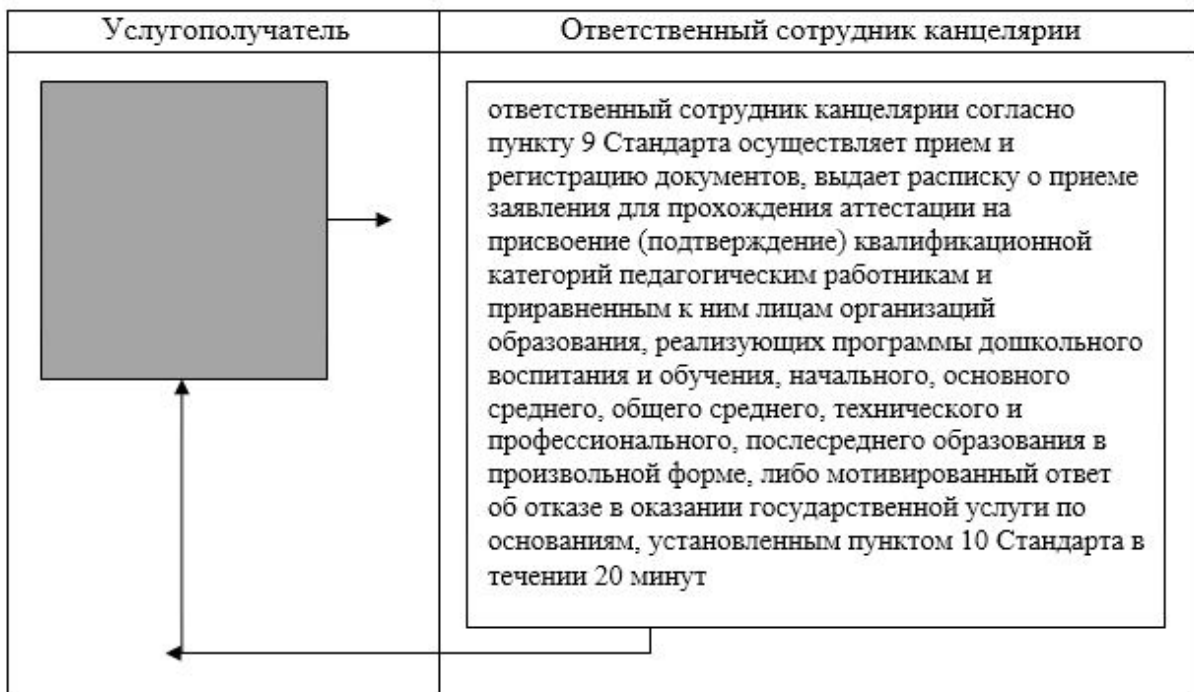 Услугополучатель
Ответственный сотрудник канцелярии
ответственный сотрудник канцелярии согласно
пункту 9 Стандарта осуществляет прием и
регистрацию документов, выдает расписку о приеме
заявления для прохождения аттестации на
присвоение (подтверждение) квалификационной
категорий педагогическим работникам и
приравненным к ним лицам организаций
образования, реализующих программы дошкольного
воспитания и обучения, начального, основного
среднего, общего среднего, технического и
профессионального, послесреднего образования в
произвольной форме, либо мотивированный ответ
об отказе в оказании государственной услуги по
основаниям, установленным пунктом 10 Стандарта в
течении 20 минут